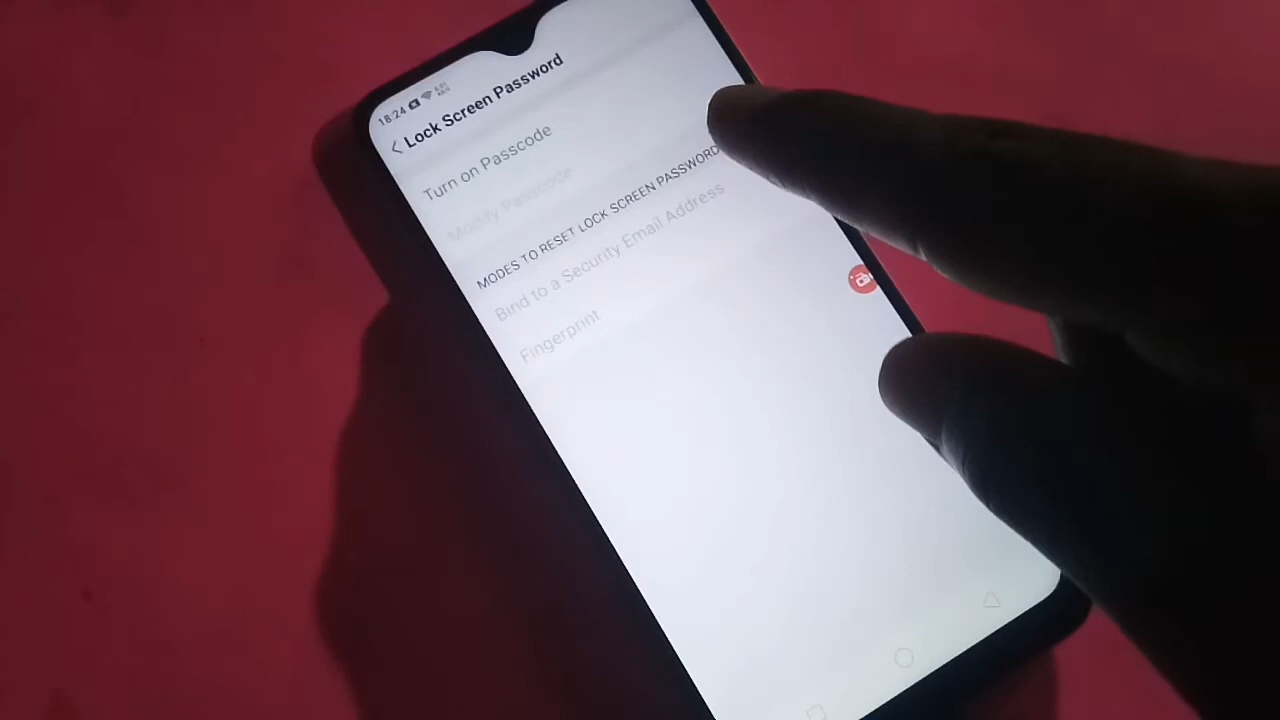 18:24
Lock Screen Password
Turn on Passcode
Modify Passcode
MODES TO RESET LOCK SCREEN PASSWORD
Bind to a Security Email Address
Fingerprint